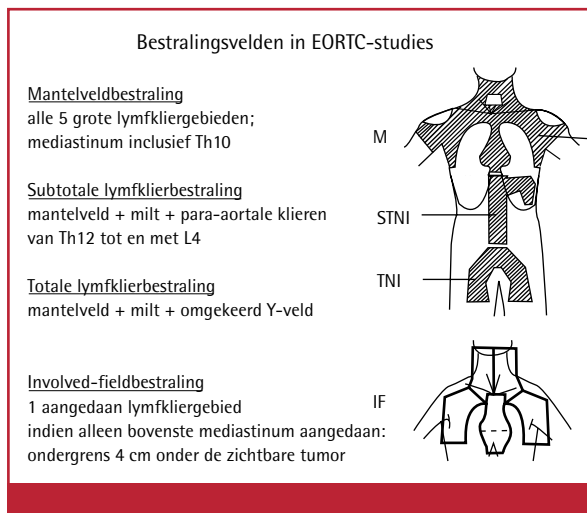 Bestralingsvelden in EORTC-studies
Mantelveldbestraling
alle 5 grote lymfkliergebieden;
mediastinum inclusief Th10
M
Subtotale lymfklierbestraling
mantelveld + milt + para-aortale klieren
van Th12 tot en met L4
STNI
Totale lymfklierbestraling
mantelveld + milt + omgekeerd Y-veld
TNI
Involved-fieldbestraling
1 aangedaan lymfkliergebied
indien alleen bovenste mediastinum aangedaan:
ondergrens 4 cm onder de zichtbare tumor
IF